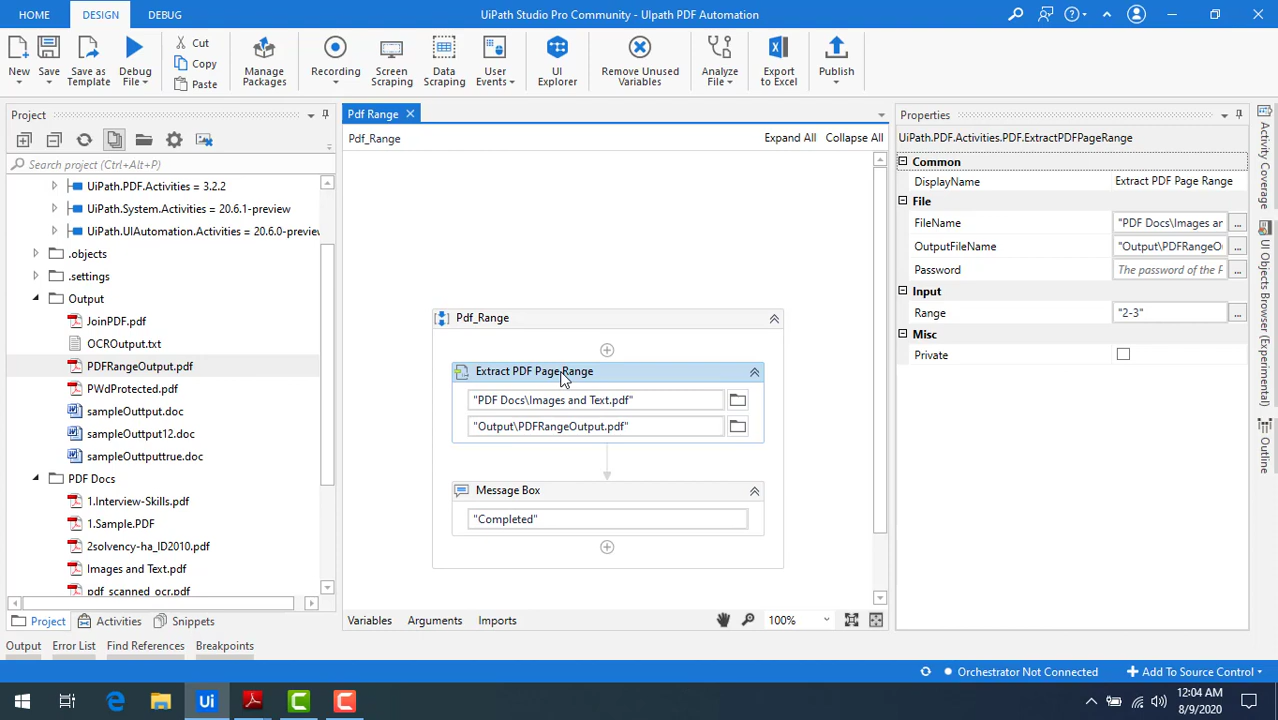 HOME DESIGN DEBUG
UiPath Studio Pro Community - UIpath PDF Automation
New
Save
Save as Template
Debug File
Cut
Copy
Paste
Manage Packages
Recording
Screen Scraping
Data Scraping
User Events
UI Explorer
Remove Unused Variables
Analyze File
Export to Excel
Publish
Project
Search project (Ctrl+Alt+P)
UiPath.PDF.Activities = 3.2.2
UiPath.System.Activities = 20.6.1-preview
UiPath.UIAutomation.Activities = 20.6.0-preview
.objects
.settings
Output
JoinPDF.pdf
OCROutput.txt
PDFRangeOutput.pdf
PWdProtected.pdf
sampleOuttput.doc
sampleOuttput12.doc
sampleOutputtrue.doc
PDF Docs
1.Interview-Skills.pdf
1.Sample.PDF
2solvency-ha_ID2010.pdf
Images and Text.pdf
pdf_scanned_ocr.pdf
Project Activities Snippets
Pdf Range
Pdf_Range
Expand All Collapse All
Pdf_Range
Extract PDF Page Range
"PDF Docs\Images and Text.pdf"
"Output\PDFRangeOutput.pdf"
Message Box
"Completed"
Variables Arguments Imports
100%
Properties
UiPath.PDF.Activities.PDF.ExtractPDFPageRange
Common
DisplayName Extract PDF Page Range
File
FileName "PDF Docs\Images ar ...
OutputFileName "Output\PDFRangeO ...
Password The password of the F ...
Input
Range "2-3" ...
Misc
Private
Activity Coverage
UI Objects Browser (Experimental)
Outline
Output Error List Find References Breakpoints
Orchestrator Not Connected Add To Source Control
Ui
12:04 AM
8/9/2020